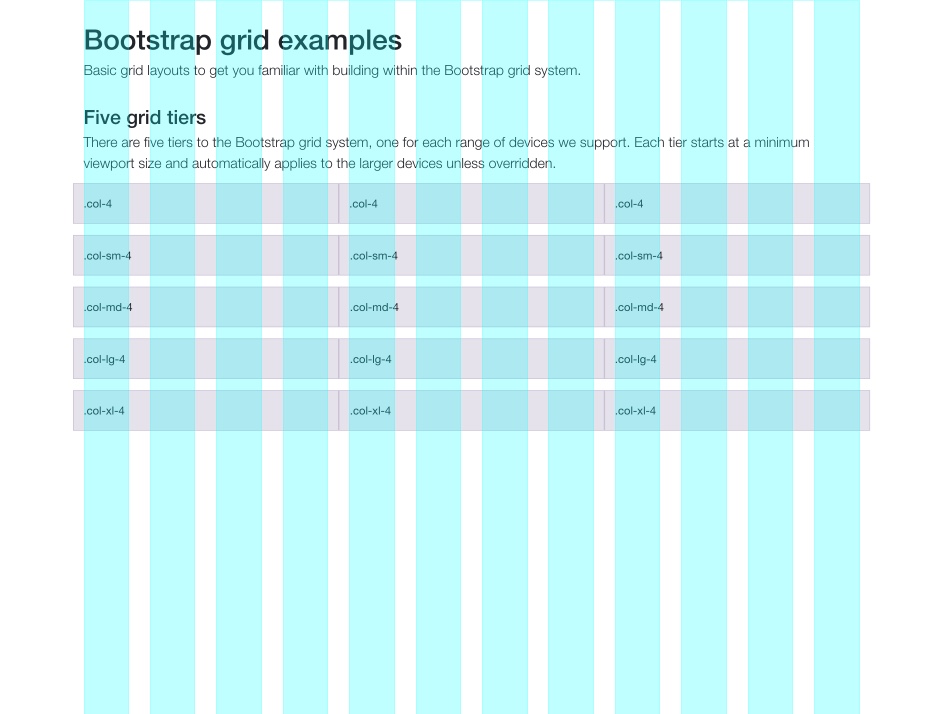 Bootstrap grid examples
Basic grid layouts to get you familiar with building within the Bootstrap grid system.
Five grid tiers
There are five tiers to the Bootstrap grid system, one for each range of devices we support. Each tier starts at a minimum
viewport size and automatically applies to the larger devices unless overridden.
.col-4 .col-4 .col-4
.col-sm-4 .col-sm-4 .col-sm-4
.col-md-4 .col-md-4 .col-md-4
.col-lg-4 .col-lg-4 .col-lg-4
.col-xl-4 .col-xl-4 .col-xl-4